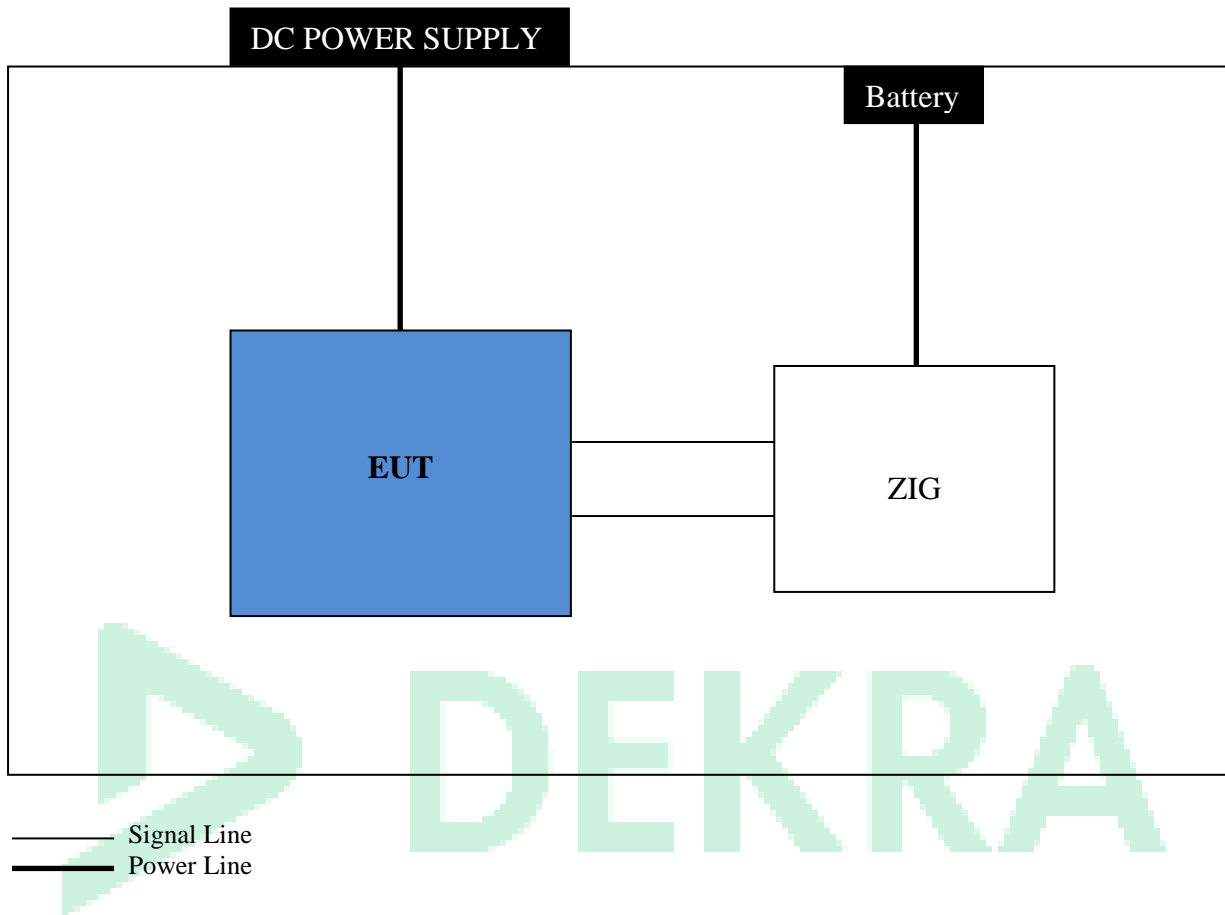 DC POWER SUPPLY
Battery
EUT
ZIG
DEKRA
Signal Line
Power Line